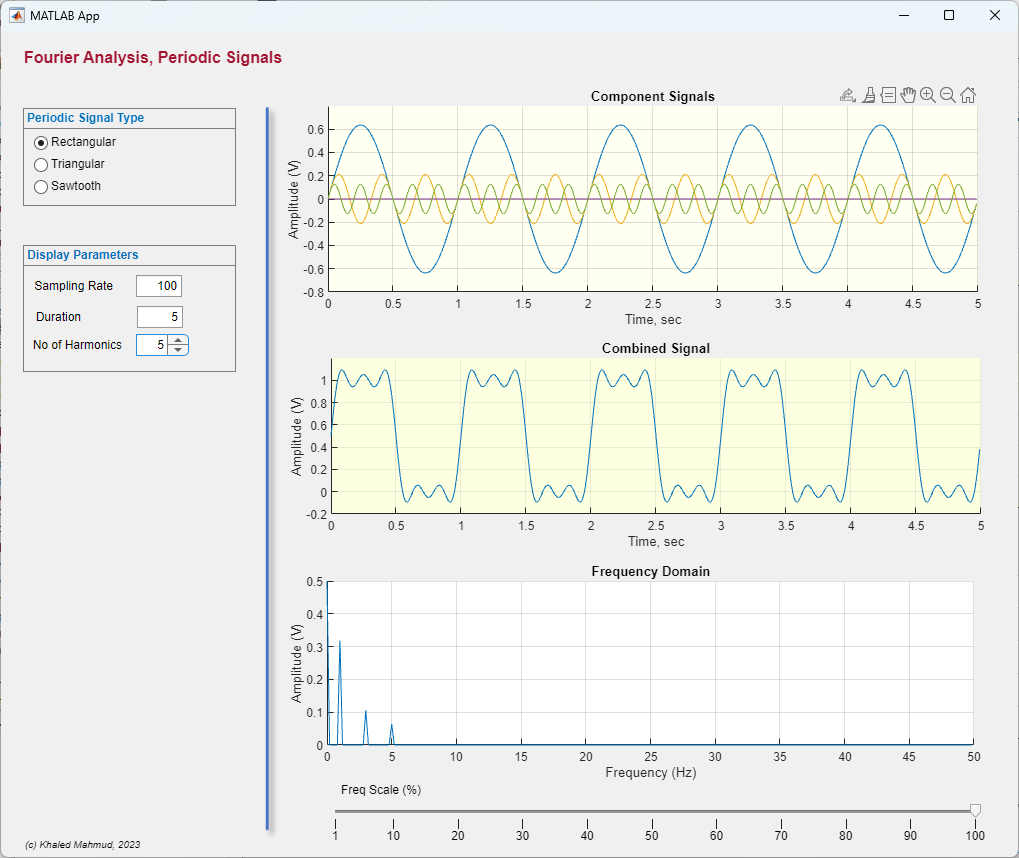 MATLAB App
Fourier Analysis, Periodic Signals
Periodic Signal Type
Rectangular
Triangular
Sawtooth
Display Parameters
Sampling Rate 100
Duration 5
No of Harmonics 5
(c) Khaled Mahmud, 2023
Component Signals
Amplitude (V)
0.6
0.4
0.2
0
-0.2
-0.4
-0.6
-0.8
0 0.5 1 1.5 2 2.5 3 3.5 4 4.5 5
Time, sec
Combined Signal
Amplitude (V)
1
0.8
0.6
0.4
0.2
0
-0.2
0 0.5 1 1.5 2 2.5 3 3.5 4 4.5 5
Time, sec
Frequency Domain
Amplitude (V)
0.5
0.4
0.3
0.2
0.1
0
0 5 10 15 20 25 30 35 40 45 50
Frequency (Hz)
Freq Scale (%)
1 10 20 30 40 50 60 70 80 90 100